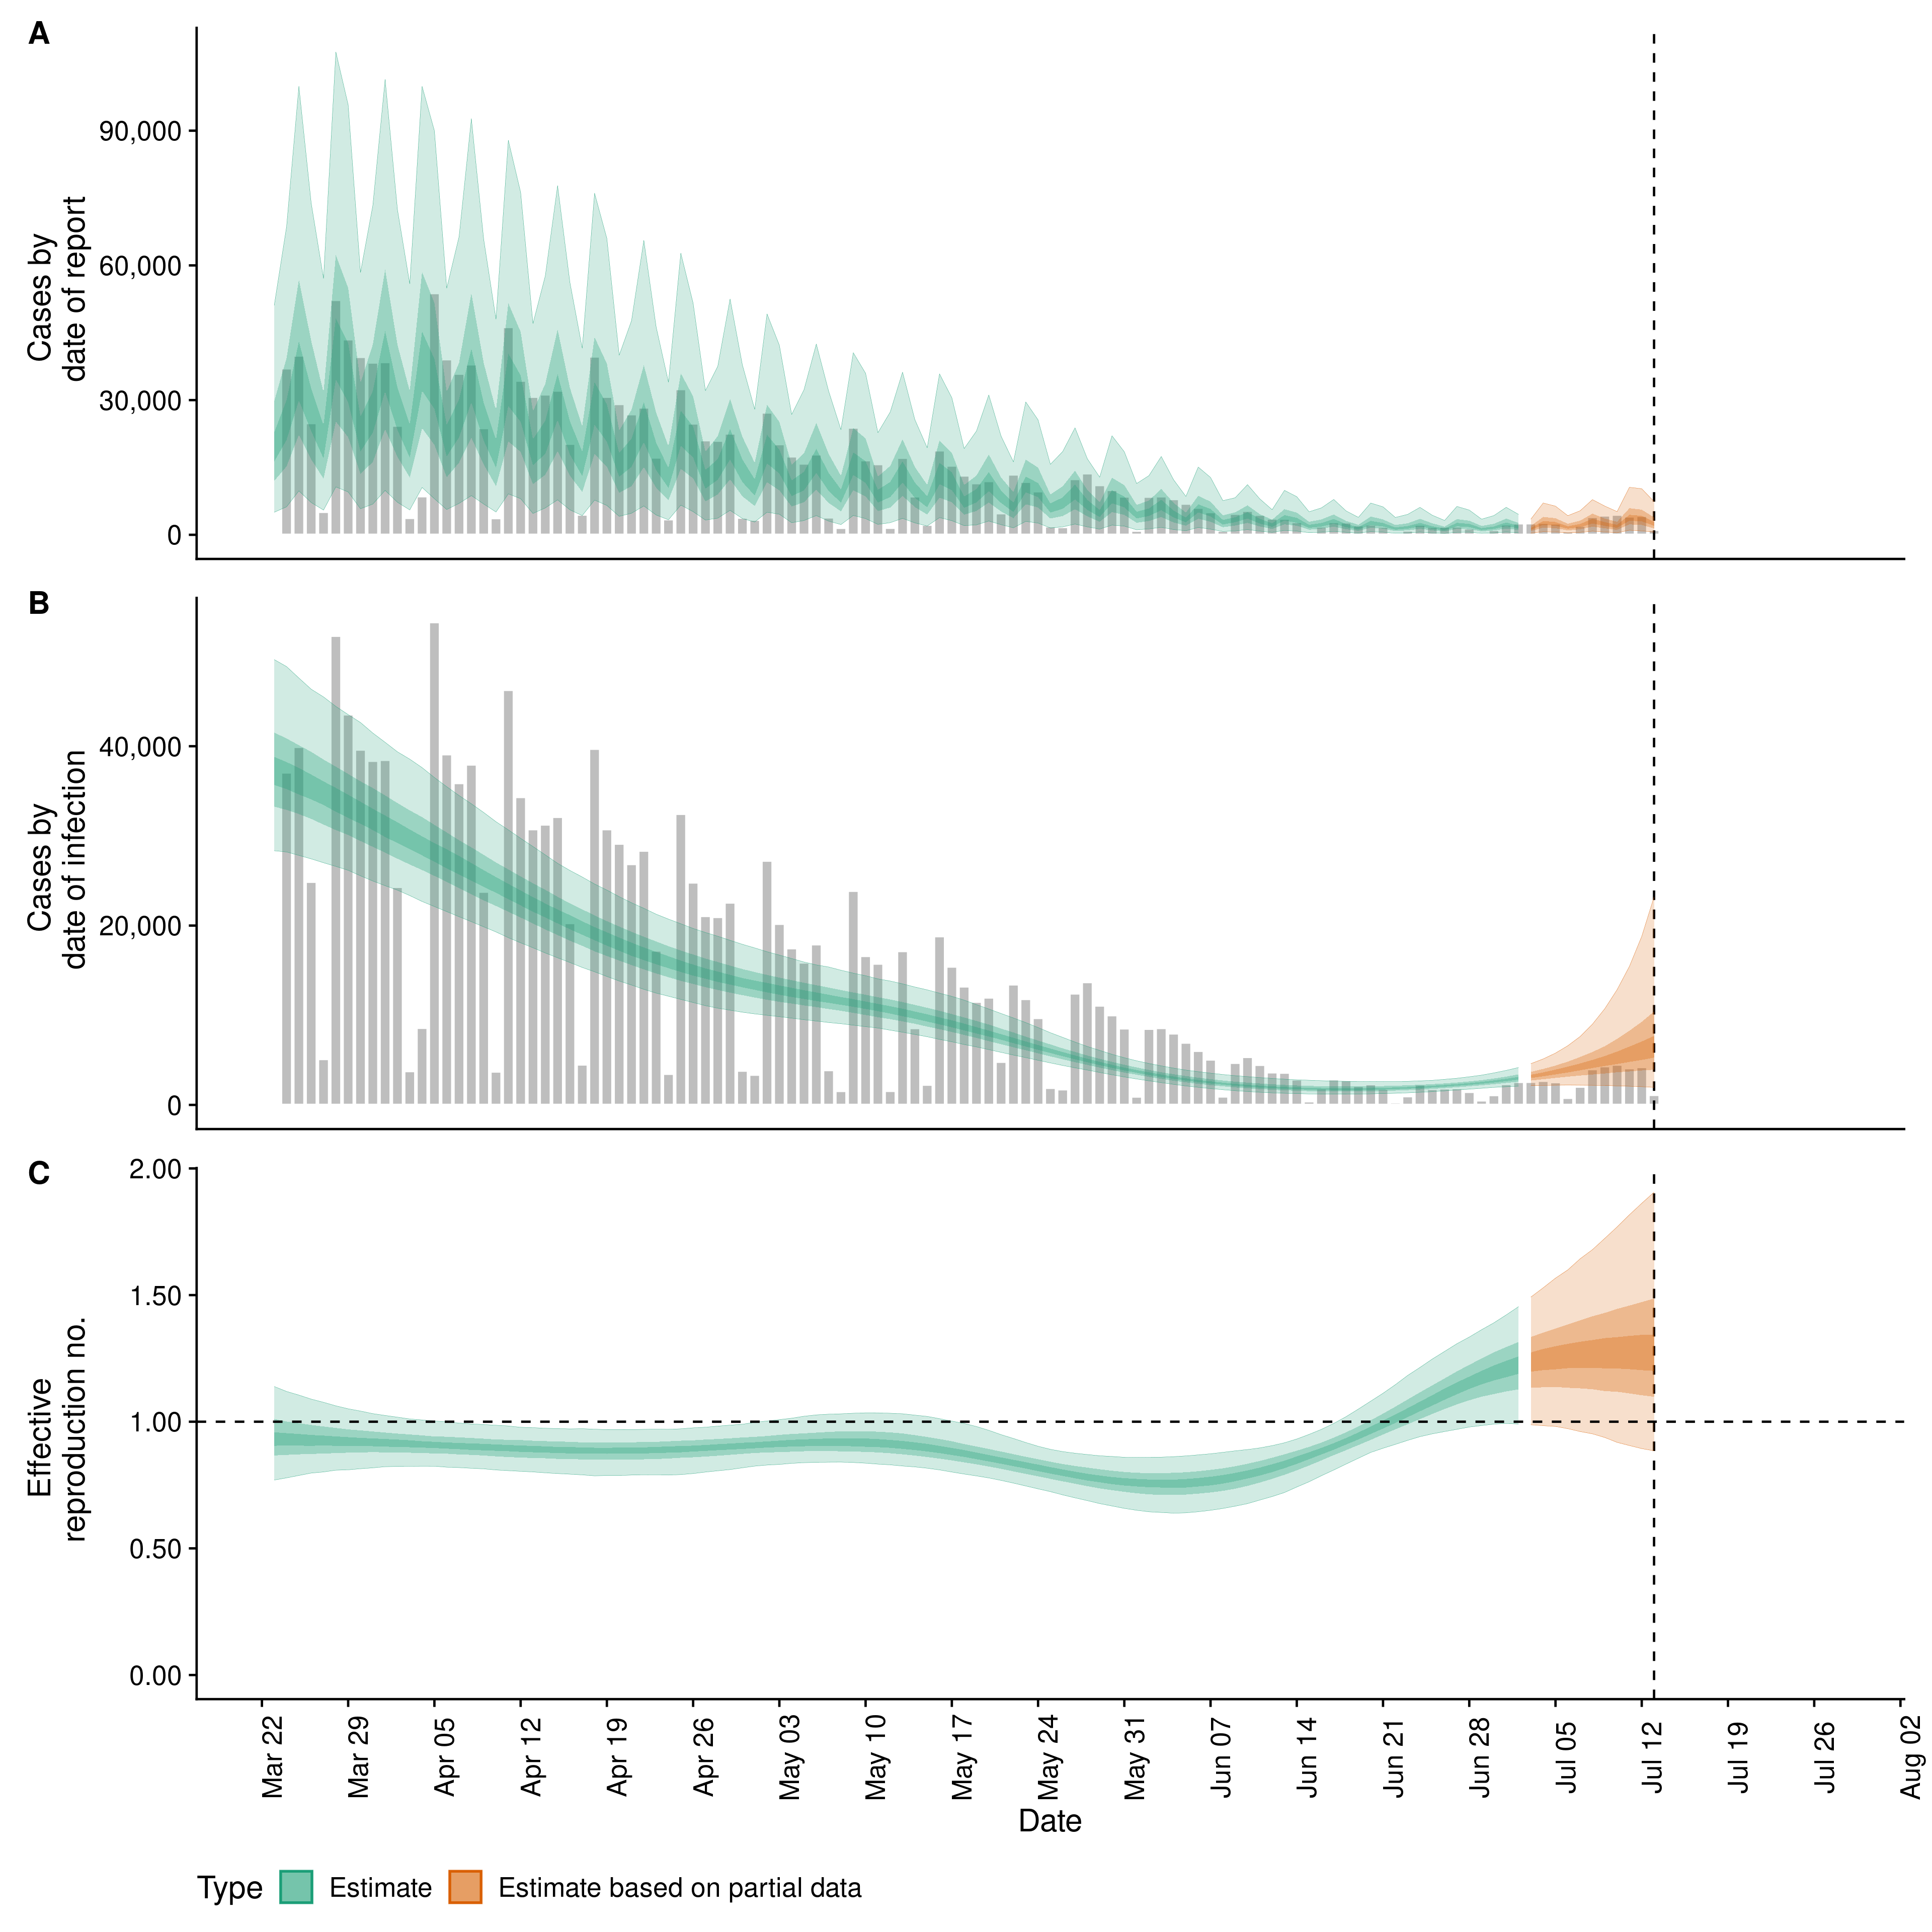 A
Cases by
date of report
90,000
60,000
30,000
0
B
Cases by
date of infection
40,000
20,000
0
C
Effective
reproduction no.
2.00
1.50
1.00
0.50
0.00
Mar 22
Mar 29
Apr 05
Apr 12
Apr 19
Apr 26
May 03
May 10
May 17
May 24
May 31
Jun 07
Jun 14
Jun 21
Jun 28
Jul 05
Jul 12
Jul 19
Jul 26
Aug 02
Date
Type Estimate Estimate based on partial data